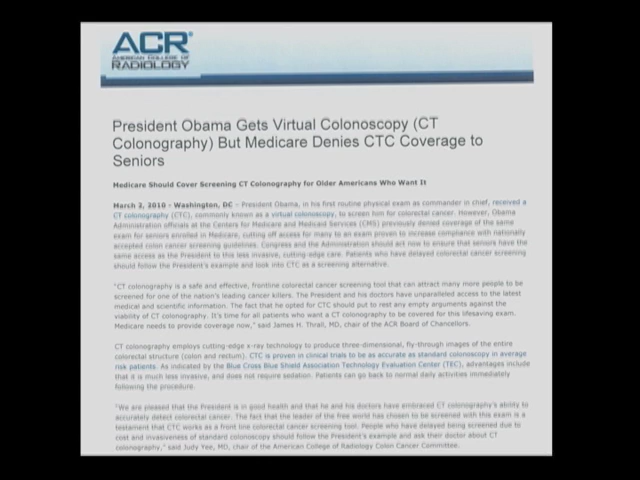 ACR
AMERICAN COLLEGE OF
RADIOLOGY
President Obama Gets Virtual Colonoscopy (CT
Colonography) But Medicare Denies CTC Coverage to
Seniors
Medicare Should Cover Screening CT Colonography for Older Americans Who Want It
March 2, 2010 - Washington, DC - President Obama, in his first routine physical exam as commander in chief, received a
CT colonography (CTC), commonly known as a virtual colonoscopy, to screen him for colorectal cancer. However, Obama
Administration officials at the Centers for Medicare and Medicaid Services (CMS) previously denied coverage of the same
exam for seniors enrolled in Medicare, cutting off access for many to an exam proven to increase compliance with nationally
accepted colon cancer screening guidelines. Congress and the Administration should act now to ensure that seniors have the
same access as the President to this less invasive, cutting-edge care. Patients who have delayed colorectal cancer screening
should follow the President's example and look into CTC as a screening alternative.
"CT colonography is a safe and effective, frontline colorectal cancer screening tool that can attract many more people to be
screened for one of the nation's leading cancer killers. The President and his doctors have unparalleled access to the latest
medical and scientific information. The fact that he opted for CTC should put to rest any empty arguments against the
viability of CT colonography. It's time for all patients who want a CT colonography to be covered for this lifesaving exam.
Medicare needs to provide coverage now," said James H. Thrall, MD, chair of the ACR Board of Chancellors.
CT colonography employs cutting-edge x-ray technology to produce three-dimensional, fly-through images of the entire
colorectal structure (colon and rectum). CTC is proven in clinical trials to be as accurate as standard colonoscopy in average
risk patients. As indicated by the Blue Cross Blue Shield Association Technology Evaluation Center (TEC), advantages include
that it is much less invasive, and does not require sedation. Patients can go back to normal daily activities immediately
following the procedure.
"We are pleased that the President is in good health and that he and his doctors have embraced CT colonography's ability to
accurately detect colorectal cancer. The fact that the leader of the free world has chosen to be screened with this exam is a
testament that CTC works as a front line colorectal cancer screening tool. People who have delayed being screened due to
cost and invasiveness of standard colonoscopy should follow the President's example and ask their doctor about CT
colonography," said Judy Yee, MD, chair of the American College of Radiology Colon Cancer Committee.